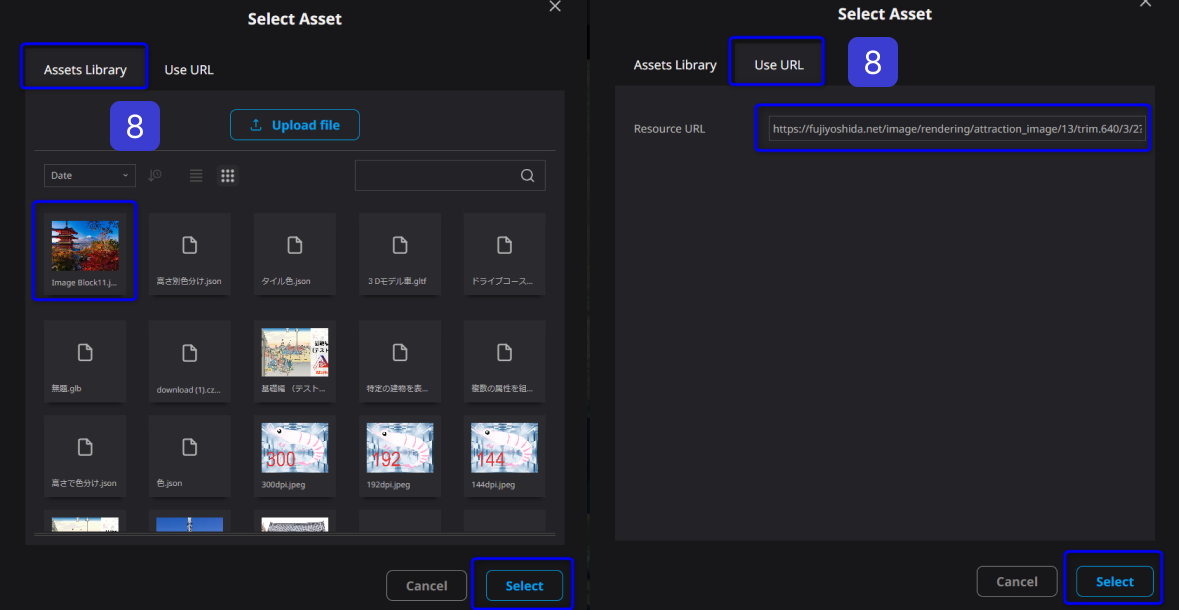 Select Asset
Assets Library
Use URL
8
Upload file
Date
Image Block11.j...
高さ別色分け.json
タイル色.json
3Dモデル車.gltf
ドライブコース...
無題.glb
download (1).cz...
基礎編 (テスト...
特定の建物を表...
複数の属性を組...
300
192
144
高さで色分け.json
色.json
300dpi.jpeg
192dpi.jpeg
144dpi.jpeg
Cancel
Select
Select Asset
Assets Library
Use URL
8
Resource URL
https://fujiyoshida.net/image/rendering/attraction_image/13/trim.640/3/2
Cancel
Select